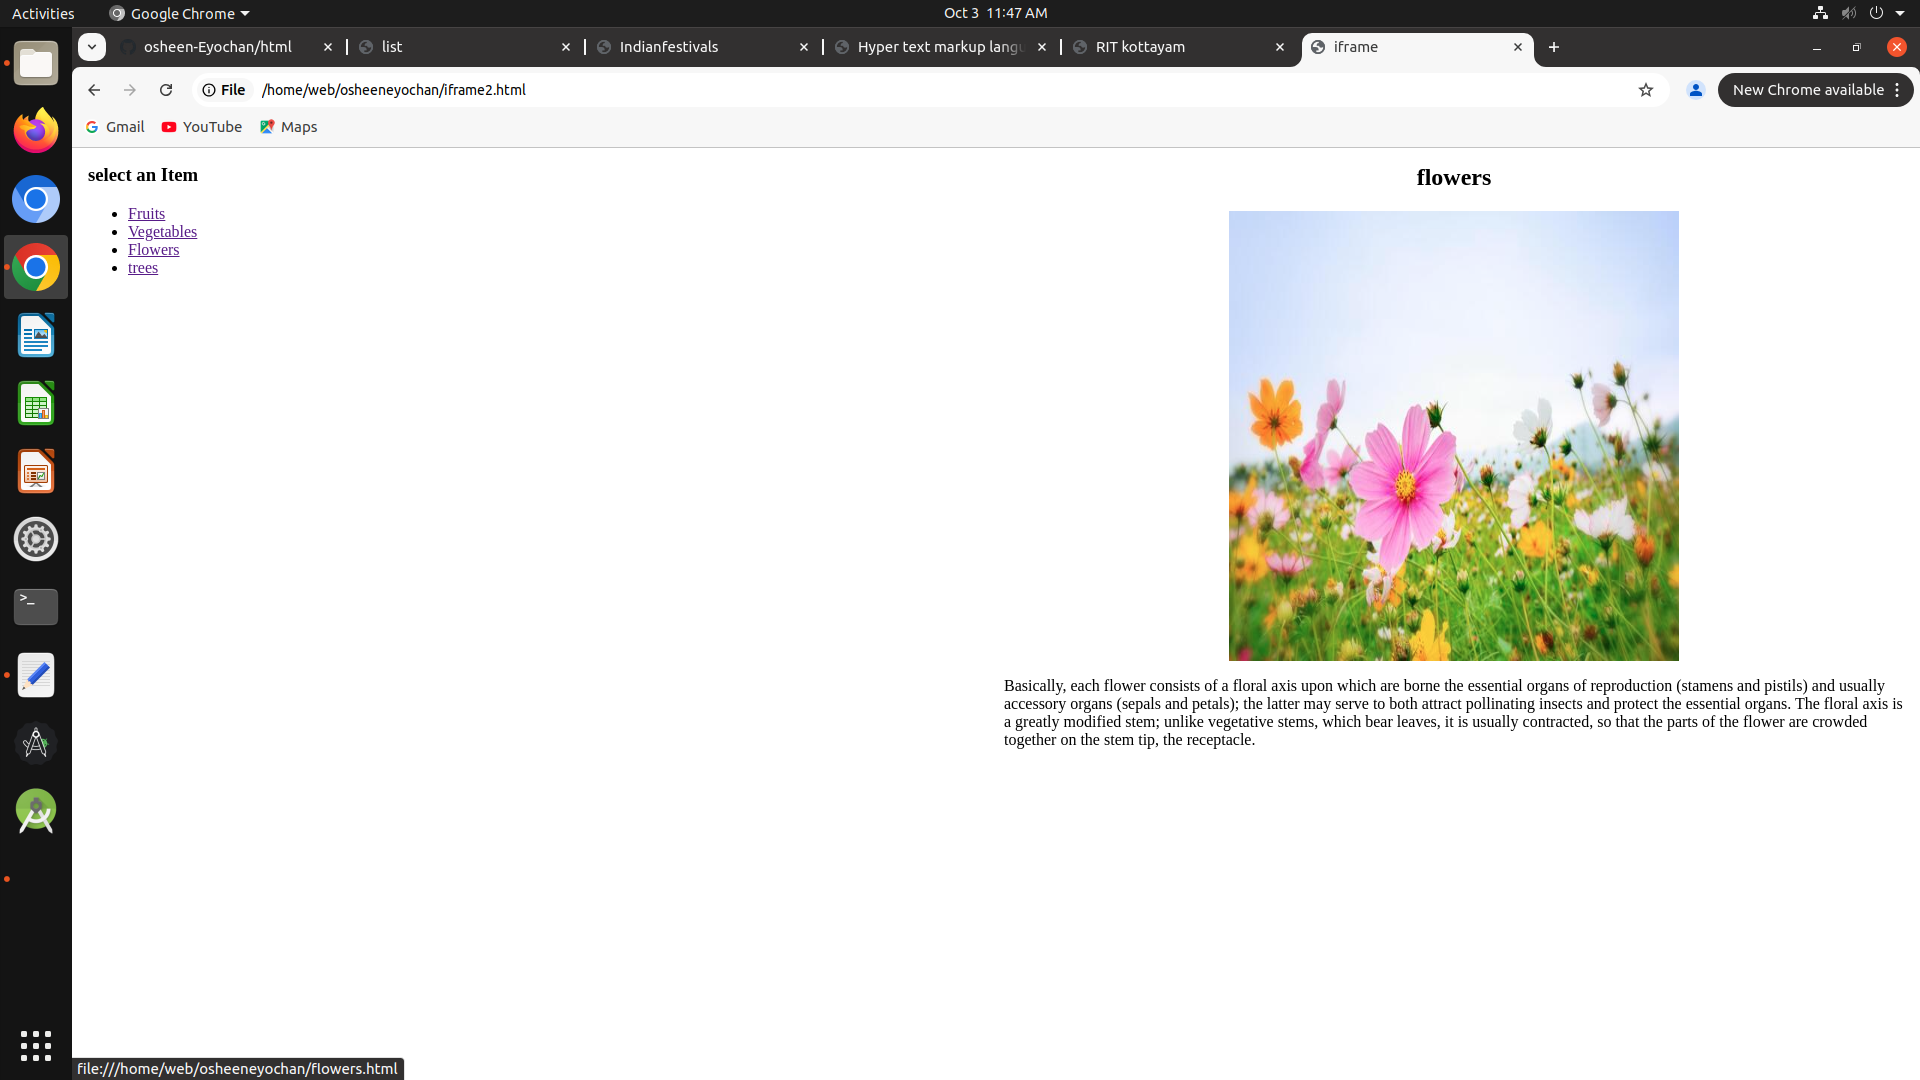 Activities
Google Chrome
Oct 3 11:47 AM
osheen-Eyochan/html
list
Indianfestivals
Hyper text markup langu
RIT kottayam
iframe
File
/home/web/osheeneyochan/iframe2.html
New Chrome available
Gmail
YouTube
Maps
select an Item
Fruits
Vegetables
Flowers
trees
flowers
Basically, each flower consists of a floral axis upon which are borne the essential organs of reproduction (stamens and pistils) and usually
accessory organs (sepals and petals); the latter may serve to both attract pollinating insects and protect the essential organs. The floral axis is
a greatly modified stem; unlike vegetative stems, which bear leaves, it is usually contracted, so that the parts of the flower are crowded
together on the stem tip, the receptacle.
file:///home/web/osheeneyochan/flowers.html